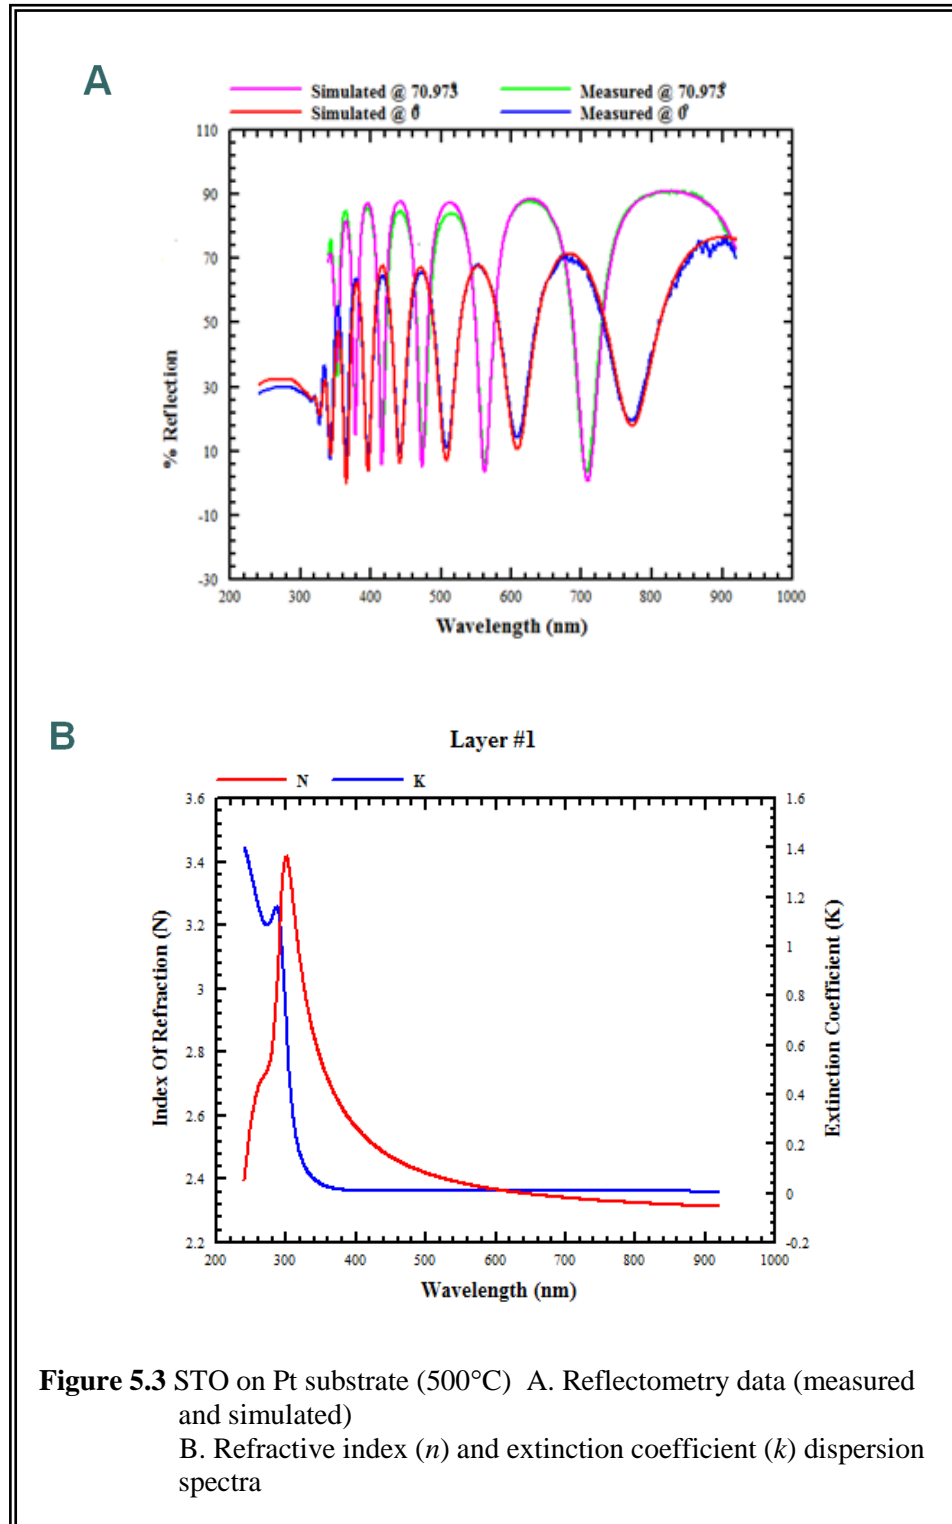 A
Simulated @ 70.973°
Measured @ 70.973°
Simulated @ 0°
Measured @ 0°
110
90
70
50
30
10
-10
-30
% Reflection
200 300 400 500 600 700 800 900 1000
Wavelength (nm)
B
Layer #1
N K
3.6
3.4
3.2
3
2.8
2.6
2.4
2.2
Index Of Refraction (N)
1.6
1.4
1.2
1
0.8
0.6
0.4
0.2
0
-0.2
Extinction Coefficient (K)
200 300 400 500 600 700 800 900 1000
Wavelength (nm)
Figure 5.3 STO on Pt substrate (500°C) A. Reflectometry data (measured
and simulated)
B. Refractive index (n) and extinction coefficient (k) dispersion
spectra